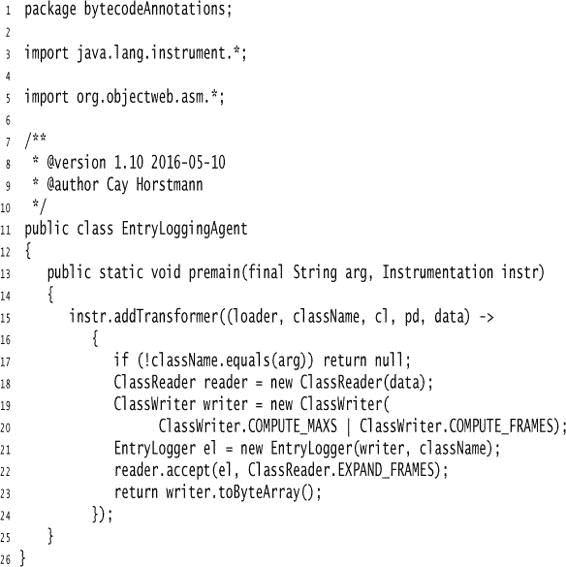 1 package bytecodeAnnotations;
2
3 import java.lang.instrument.*;
4
5 import org.objectweb.asm.*;
6
7 /**
8  * @version 1.10 2016-05-10
9  * @author Cay Horstmann
10  */
11 public class EntryLoggingAgent
12 {
13    public static void premain(final String arg, Instrumentation instr)
14    {
15       instr.addTransformer((loader, className, cl, pd, data) ->
16          {
17             if (!className.equals(arg)) return null;
18             ClassReader reader = new ClassReader(data);
19             ClassWriter writer = new ClassWriter(
20                   ClassWriter.COMPUTE_MAXS | ClassWriter.COMPUTE_FRAMES);
21             EntryLogger el = new EntryLogger(writer, className);
22             reader.accept(el, ClassReader.EXPAND_FRAMES);
23             return writer.toByteArray();
24          });
25    }
26 }